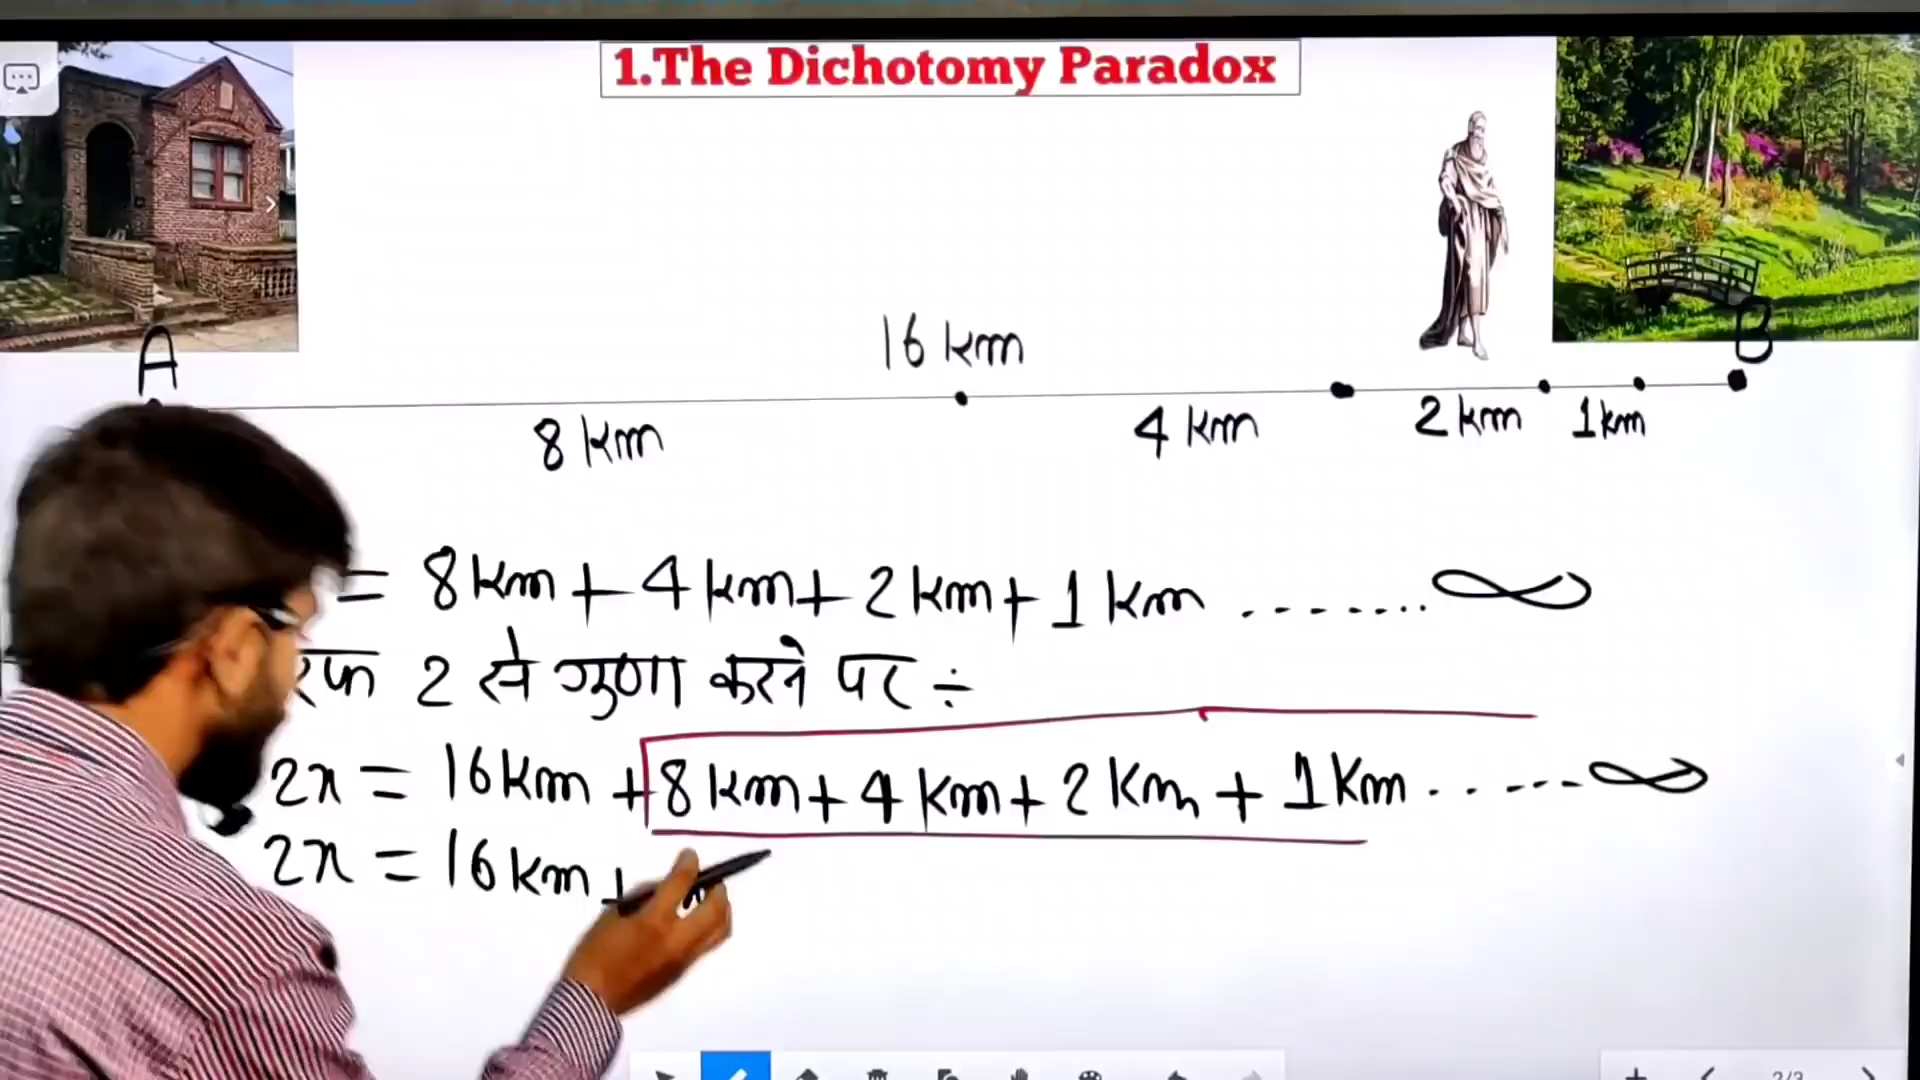 1.The Dichotomy Paradox
A
16 km
B
8 km
4 km
2 km
1 km
= 8 km + 4 km + 2 km + 1 km ........ ∞
2 से गुणा करने पर ÷
2x = 16 km + 8 km + 4 km + 2 km + 1 km ...... ∞
2x = 16 km +